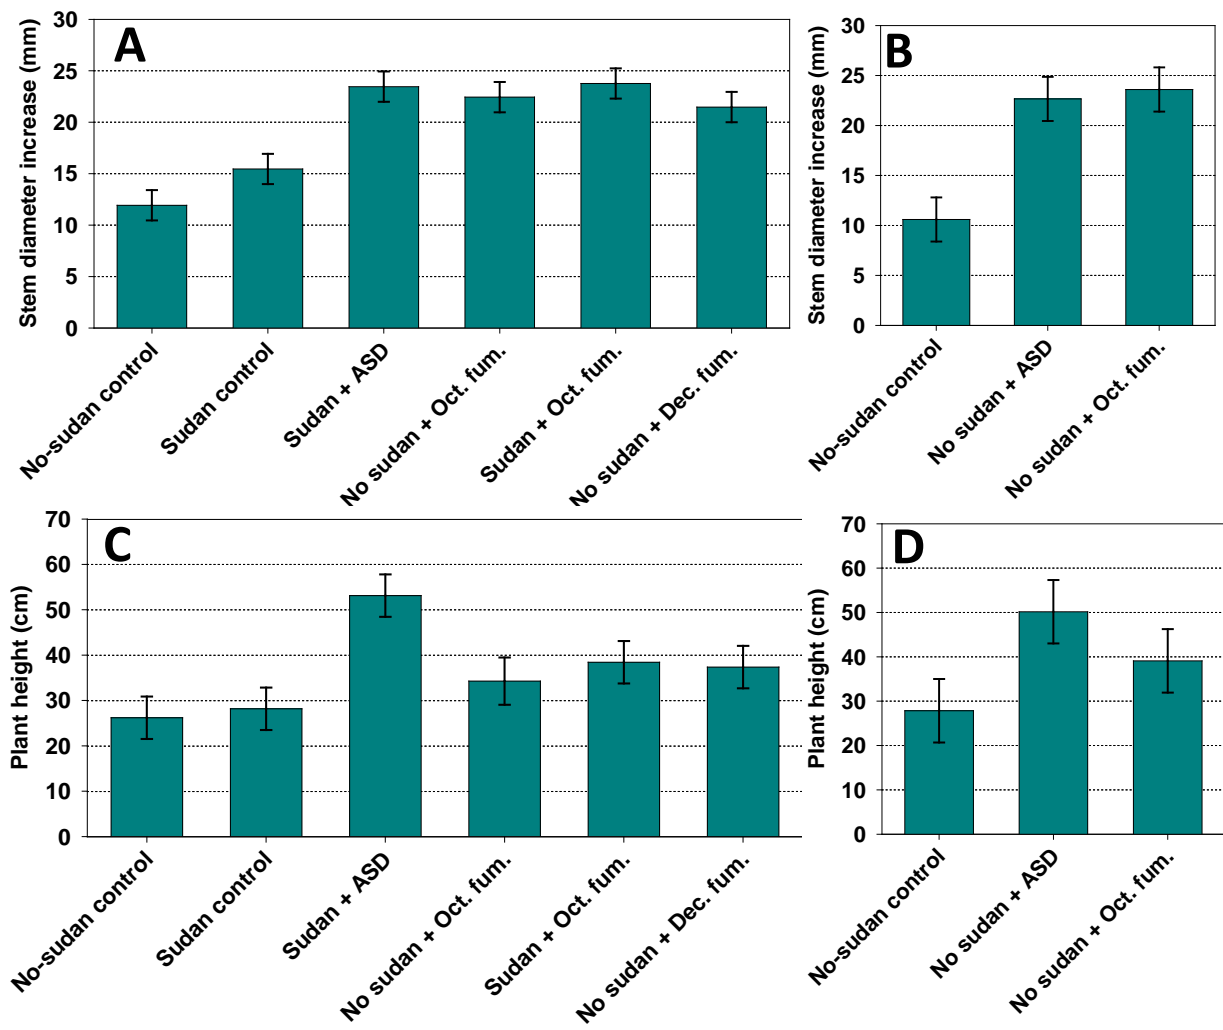 A
Stem diameter increase (mm)
30
25
20
15
10
5
0
No-sudan control
Sudan control
Sudan + ASD
No sudan + Oct. fum.
Sudan + Oct. fum.
No sudan + Dec. fum.
B
Stem diameter increase (mm)
30
25
20
15
10
5
0
No-sudan control
No sudan + ASD
No sudan + Oct. fum.
C
Plant height (cm)
70
60
50
40
30
20
10
0
No-sudan control
Sudan control
Sudan + ASD
No sudan + Oct. fum.
Sudan + Oct. fum.
No sudan + Dec. fum.
D
Plant height (cm)
70
60
50
40
30
20
10
0
No-sudan control
No sudan + ASD
No sudan + Oct. fum.